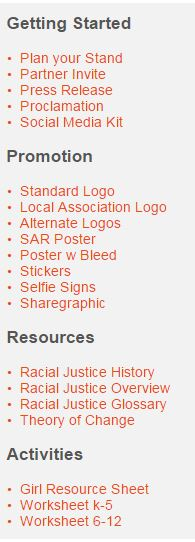 Getting Started
• Plan your Stand
• Partner Invite
• Press Release
• Proclamation
• Social Media Kit
Promotion
• Standard Logo
• Local Association Logo
• Alternate Logos
• SAR Poster
• Poster w Bleed
• Stickers
• Selfie Signs
• Sharegraphic
Resources
• Racial Justice History
• Racial Justice Overview
• Racial Justice Glossary
• Theory of Change
Activities
• Girl Resource Sheet
• Worksheet k-5
• Worksheet 6-12